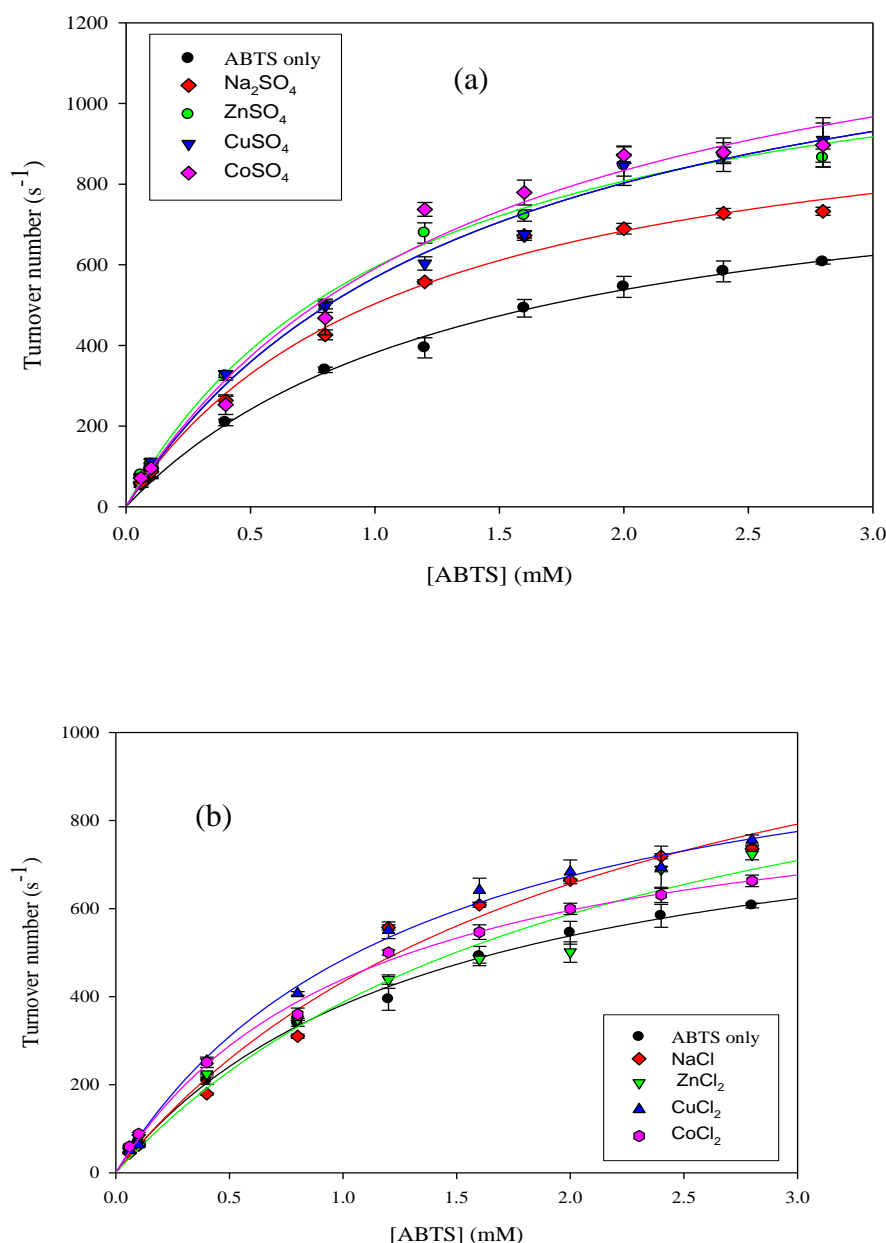 1200
1000
800
600
400
200
0
Turnover number (s⁻¹)
ABTS only
Na₂SO₄
ZnSO₄
CuSO₄
CoSO₄
(a)
0.0 0.5 1.0 1.5 2.0 2.5 3.0
[ABTS] (mM)
1000
800
600
400
200
0
Turnover number (s⁻¹)
(b)
ABTS only
NaCl
ZnCl₂
CuCl₂
CoCl₂
0.0 0.5 1.0 1.5 2.0 2.5 3.0
[ABTS] (mM)